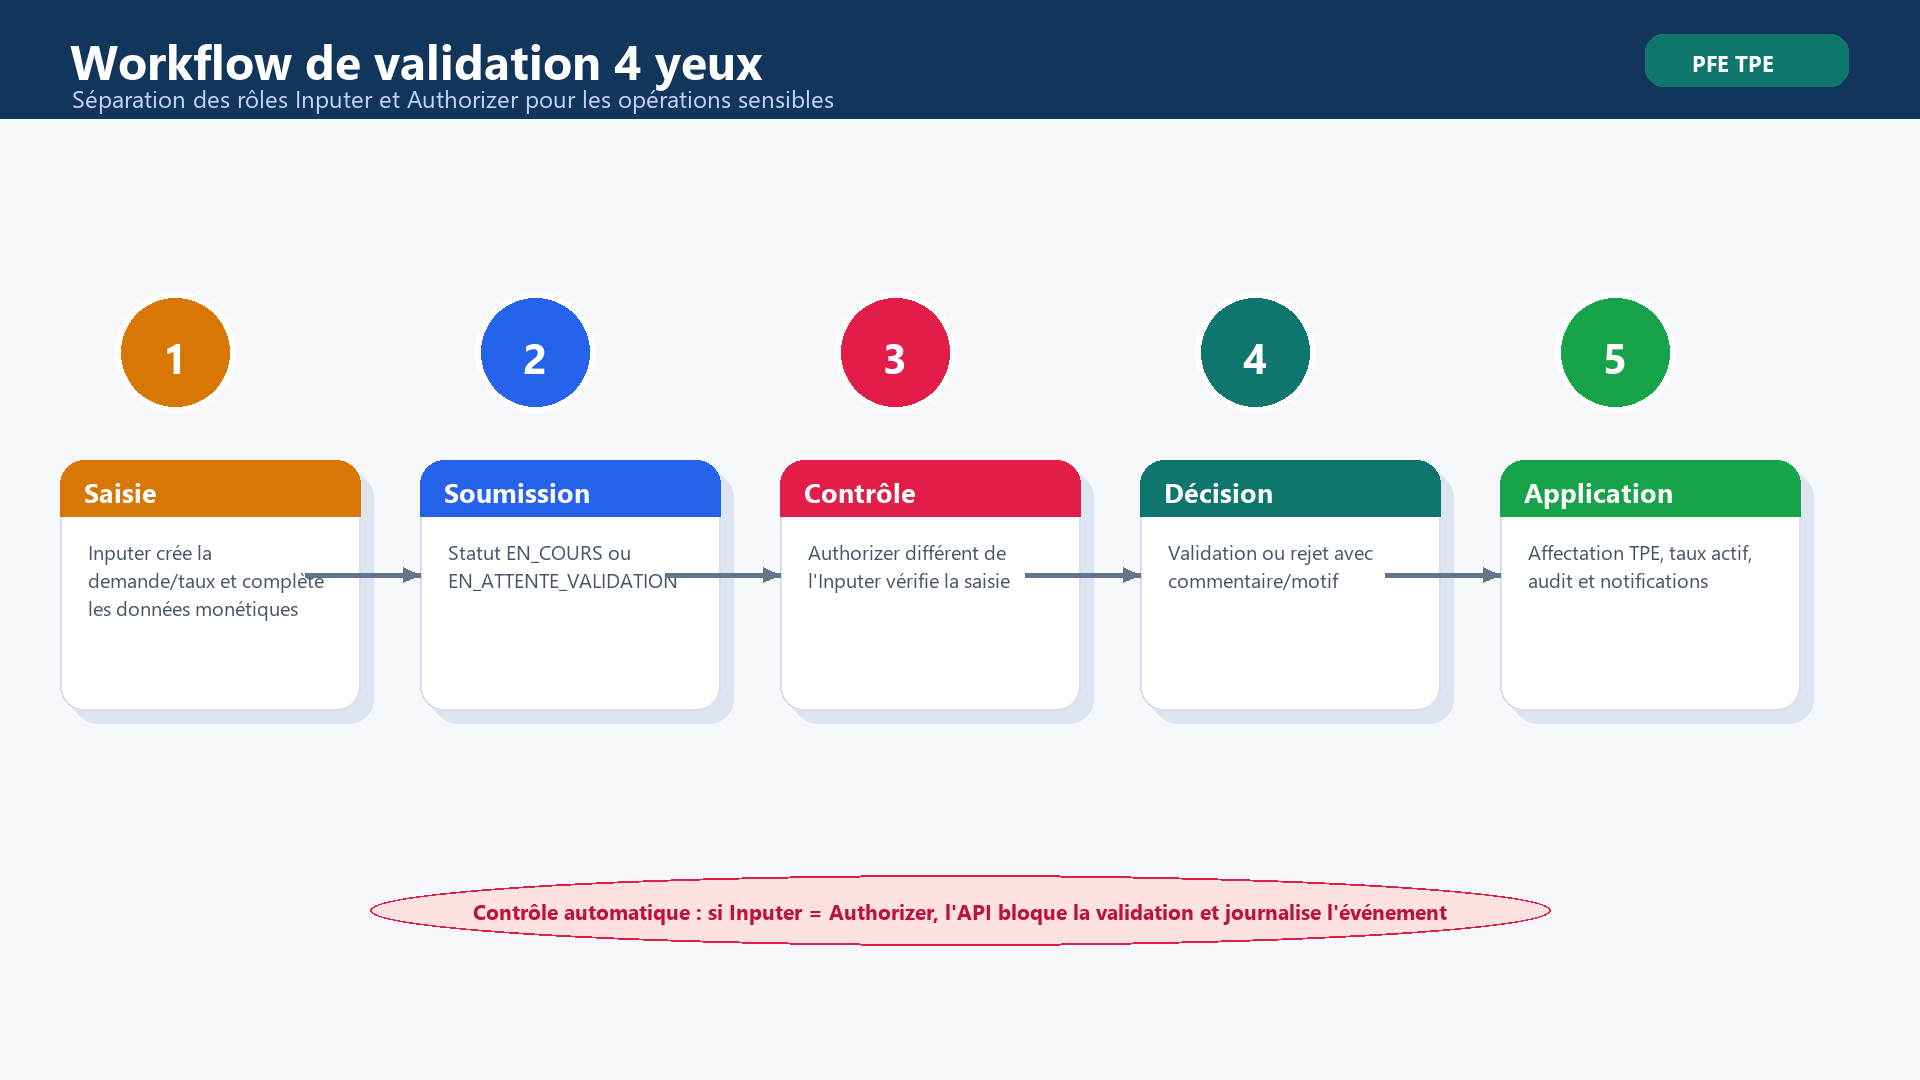 Workflow de validation 4 yeux
Séparation des rôles Inputer et Authorizer pour les opérations sensibles
PFE TPE
1
2
3
4
5
Saisie
Inputer crée la
demande/taux et complète
les données monétiques
Soumission
Statut EN_COURS ou
EN_ATTENTE_VALIDATION
Contrôle
Authorizer différent de
l'Inputer vérifie la saisie
Décision
Validation ou rejet avec
commentaire/motif
Application
Affectation TPE, taux actif,
audit et notifications
Contrôle automatique : si Inputer = Authorizer, l'API bloque la validation et journalise l'événement